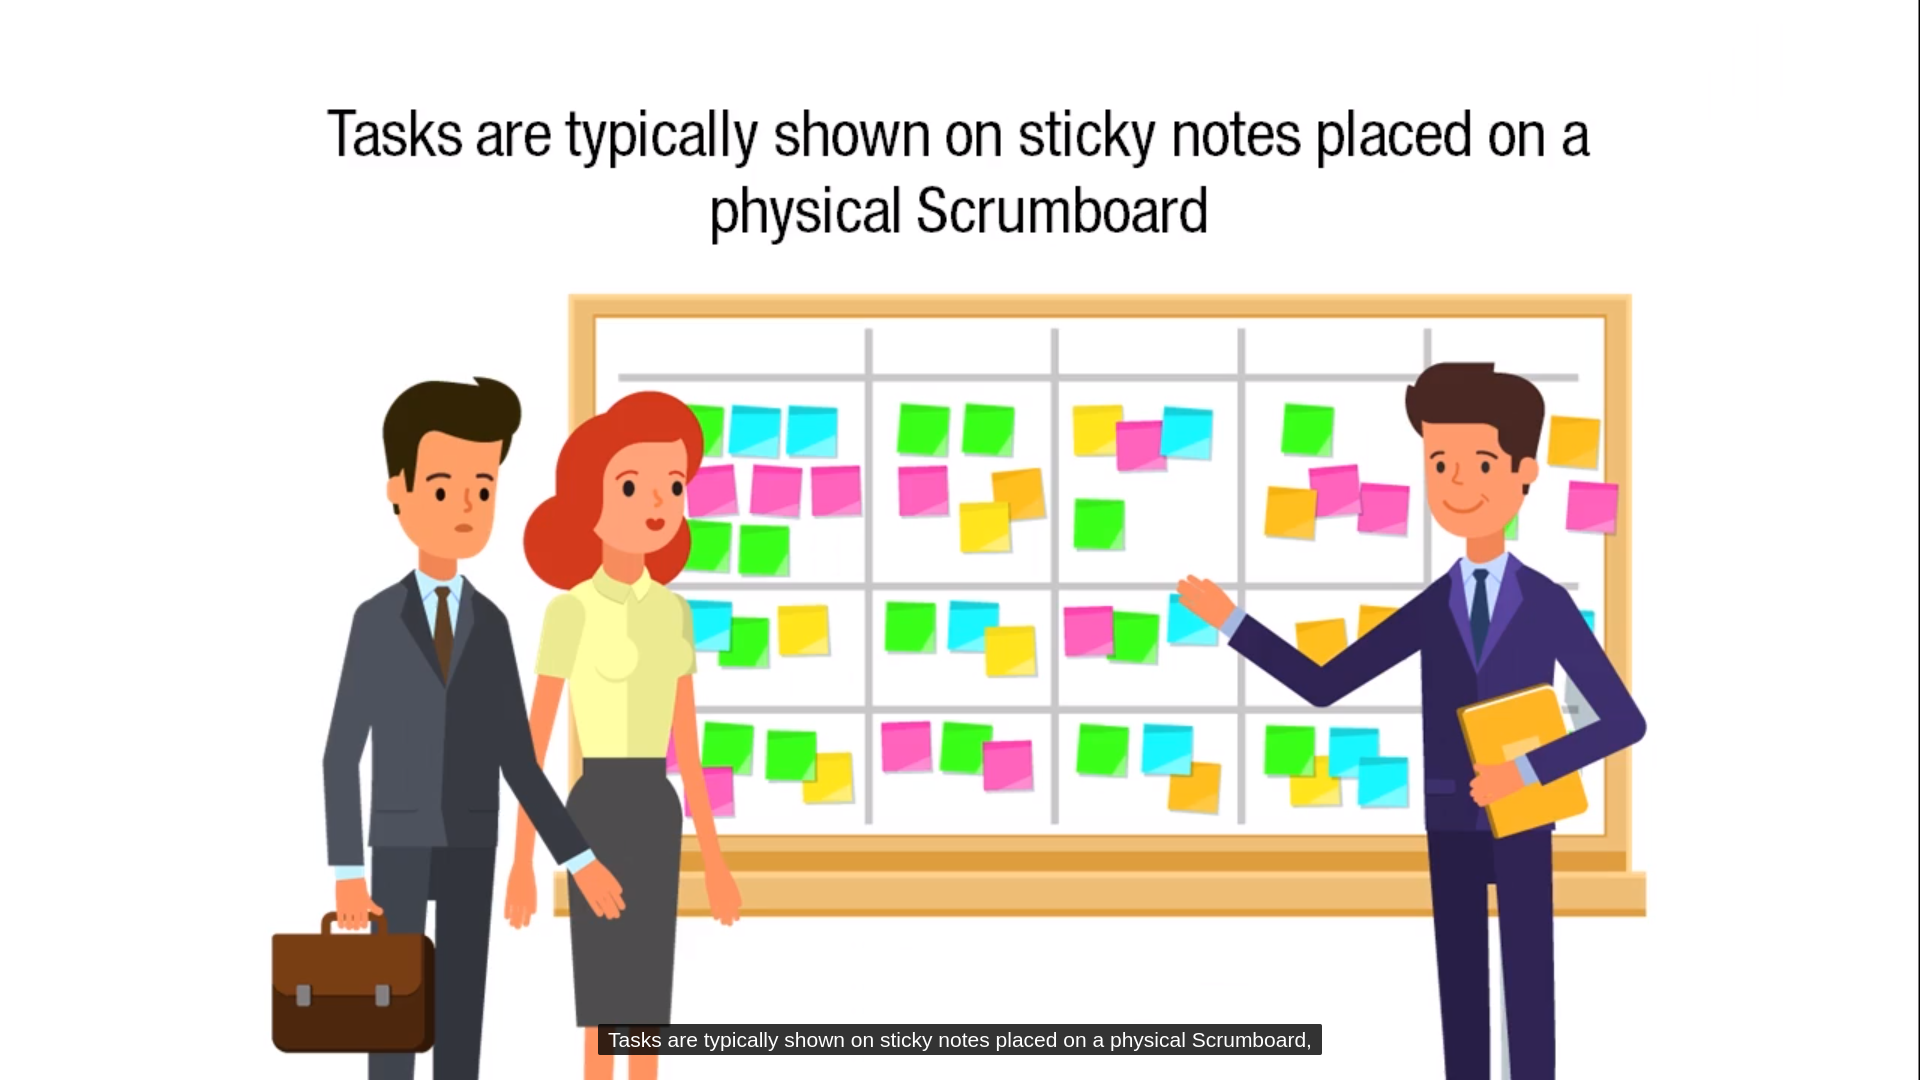 Tasks are typically shown on sticky notes placed on a
physical Scrumboard
Tasks are typically shown on sticky notes placed on a physical Scrumboard,